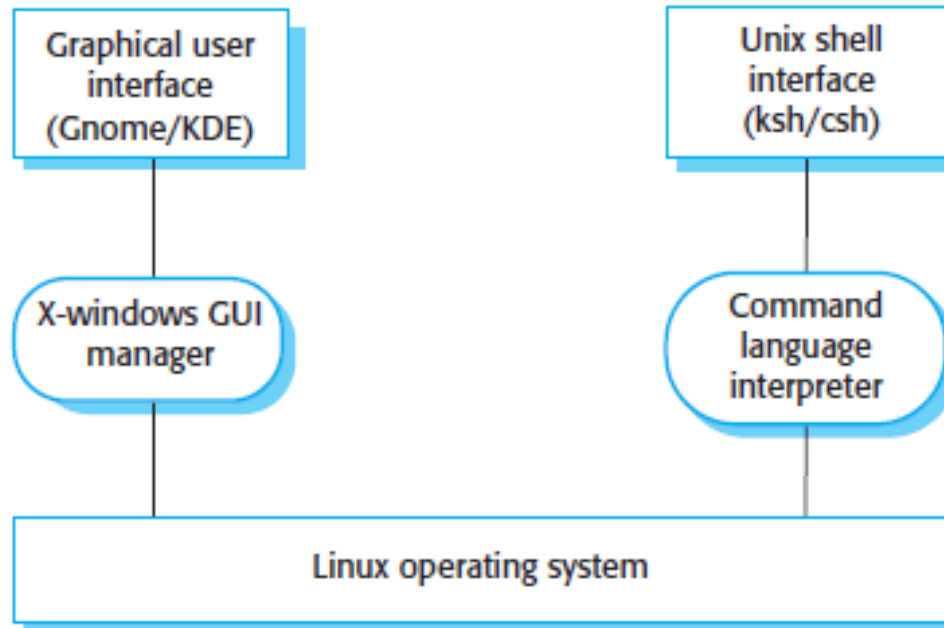 Graphical user
interface
(Gnome/KDE)
Unix shell
interface
(ksh/csh)
X-windows GUI
manager
Command
language
interpreter
Linux operating system